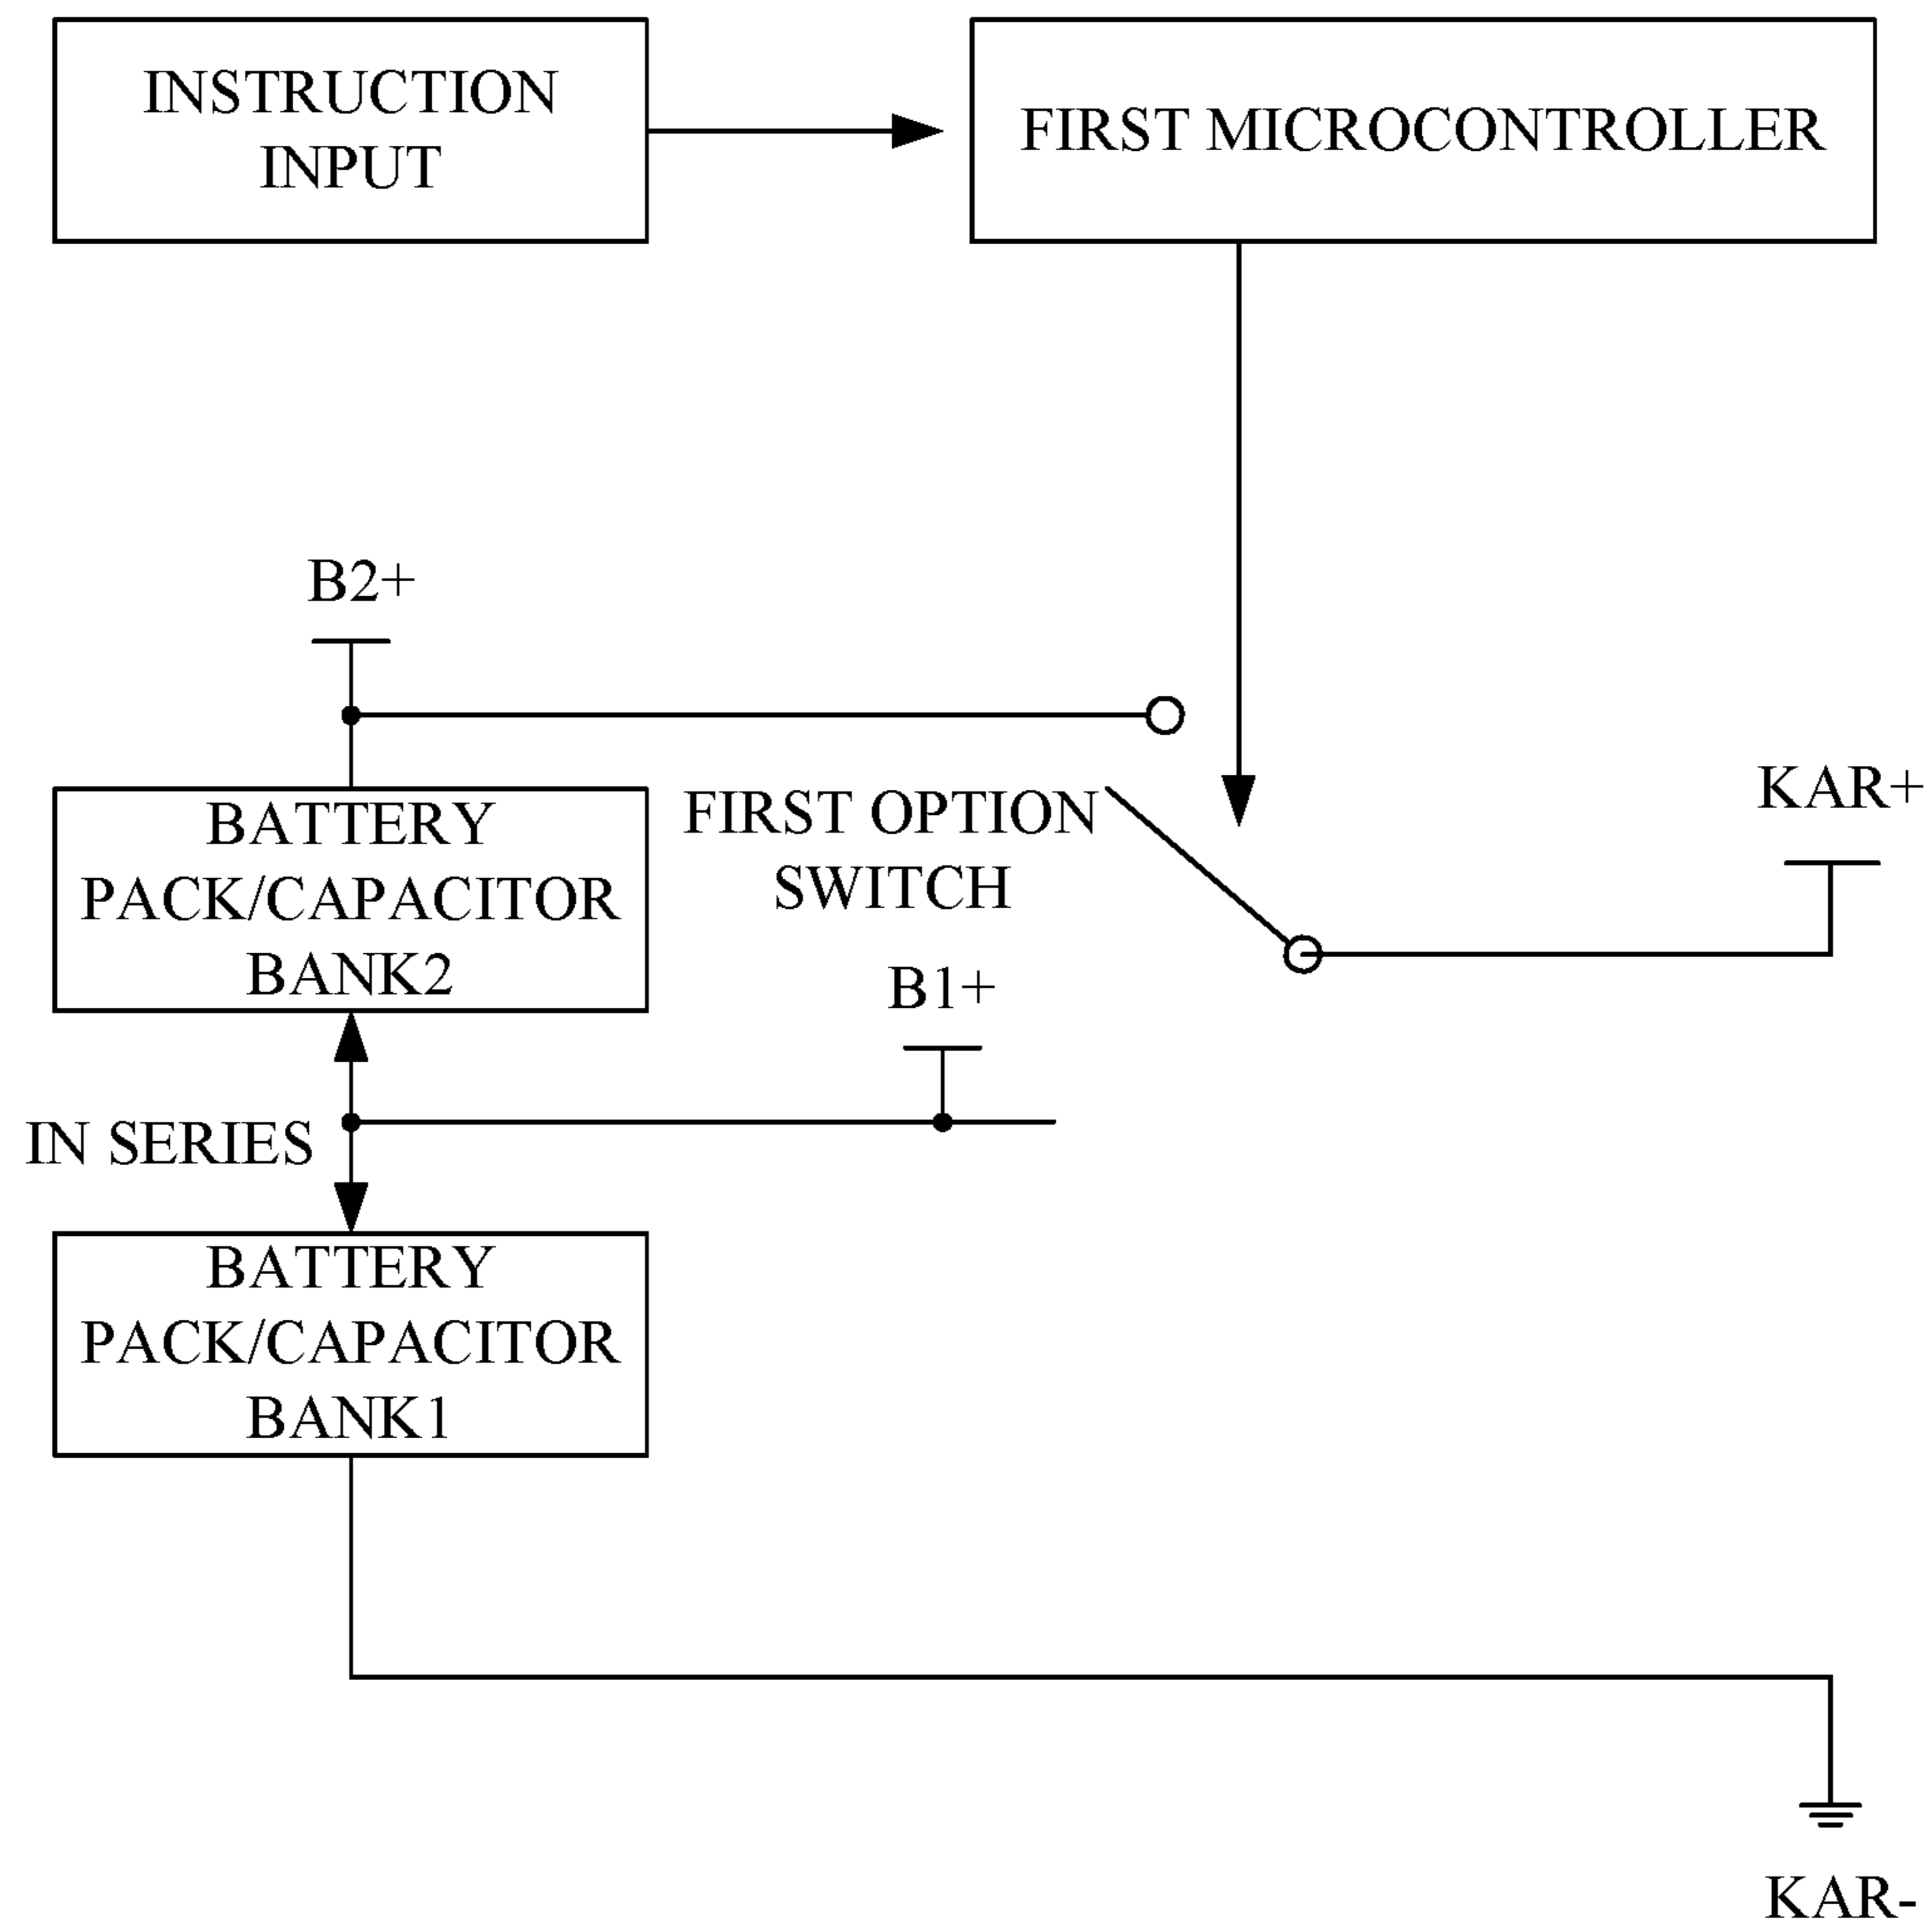 INSTRUCTION
INPUT
FIRST MICROCONTROLLER
B2+
BATTERY
PACK/CAPACITOR
BANK2
FIRST OPTION
SWITCH
KAR+
B1+
IN SERIES
BATTERY
PACK/CAPACITOR
BANK1
KAR-